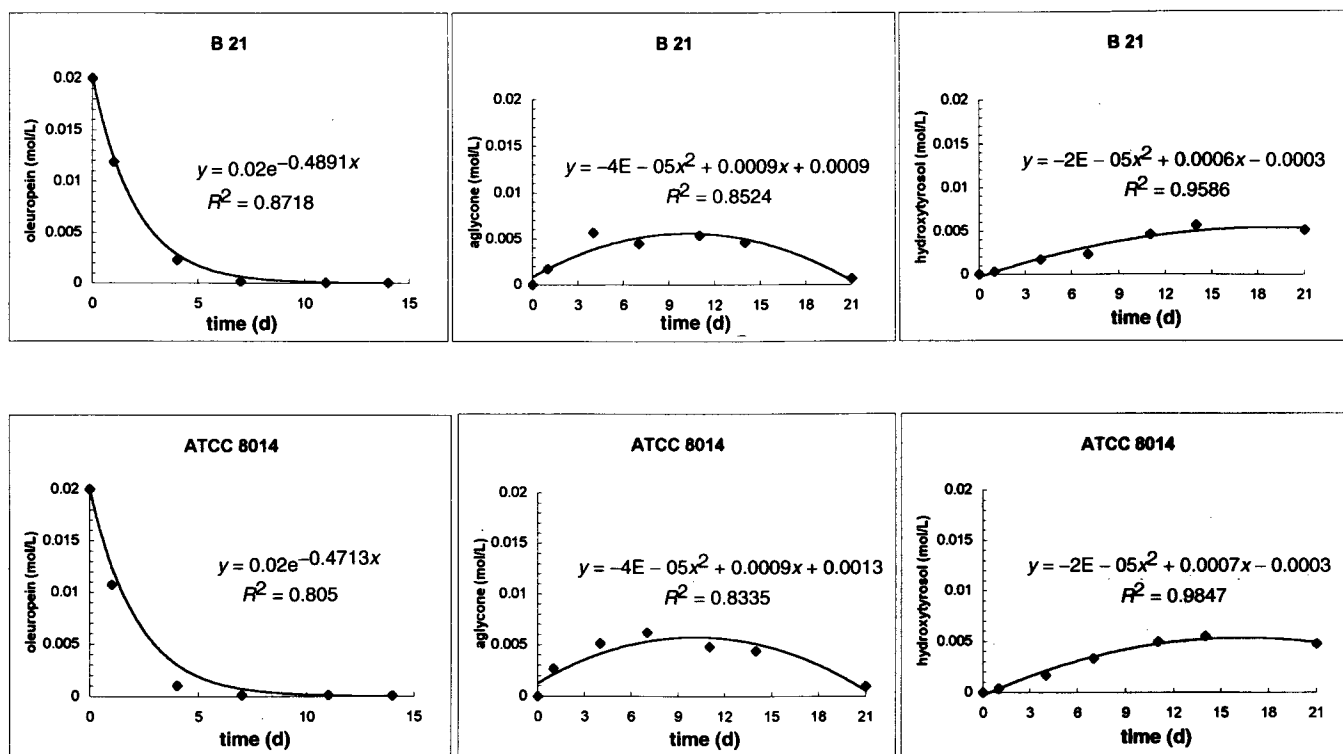 B 21
oleuropein (mol/L)
0.02
0.015
0.01
0.005
0
y = 0.02e^−0.4891x
R² = 0.8718
0 5 10 15
time (d)
B 21
aglycone (mol/L)
0.02
0.015
0.01
0.005
0
y = −4E − 05x² + 0.0009x + 0.0009
R² = 0.8524
0 3 6 9 12 15 18 21
time (d)
B 21
hydroxytyrosol (mol/L)
0.02
0.015
0.01
0.005
0
y = −2E − 05x² + 0.0006x − 0.0003
R² = 0.9586
0 3 6 9 12 15 18 21
time (d)
ATCC 8014
oleuropein (mol/L)
0.02
0.015
0.01
0.005
0
y = 0.02e^−0.4713x
R² = 0.805
0 5 10 15
time (d)
ATCC 8014
aglycone (mol/L)
0.02
0.015
0.01
0.005
0
y = −4E − 05x² + 0.0009x + 0.0013
R² = 0.8335
0 3 6 9 12 15 18 21
time (d)
ATCC 8014
hydroxytyrosol (mol/L)
0.02
0.015
0.01
0.005
0
y = −2E − 05x² + 0.0007x − 0.0003
R² = 0.9847
0 3 6 9 12 15 18 21
time (d)